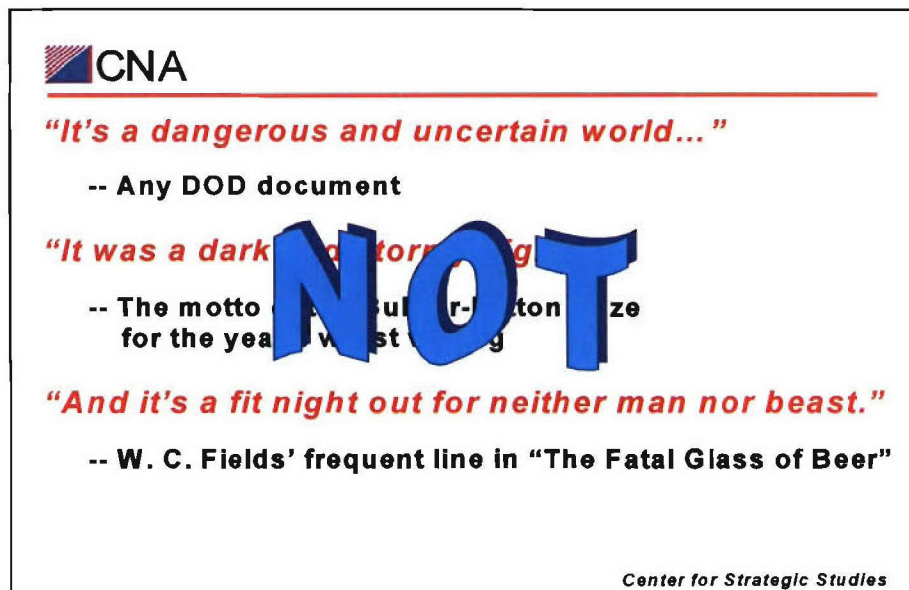 CNA
“It’s a dangerous and uncertain world…”
-- Any DOD document
“It was a dark
NOT
-- The motto
for the
“And it’s a fit night out for neither man nor beast.”
-- W. C. Fields’ frequent line in “The Fatal Glass of Beer”
Center for Strategic Studies